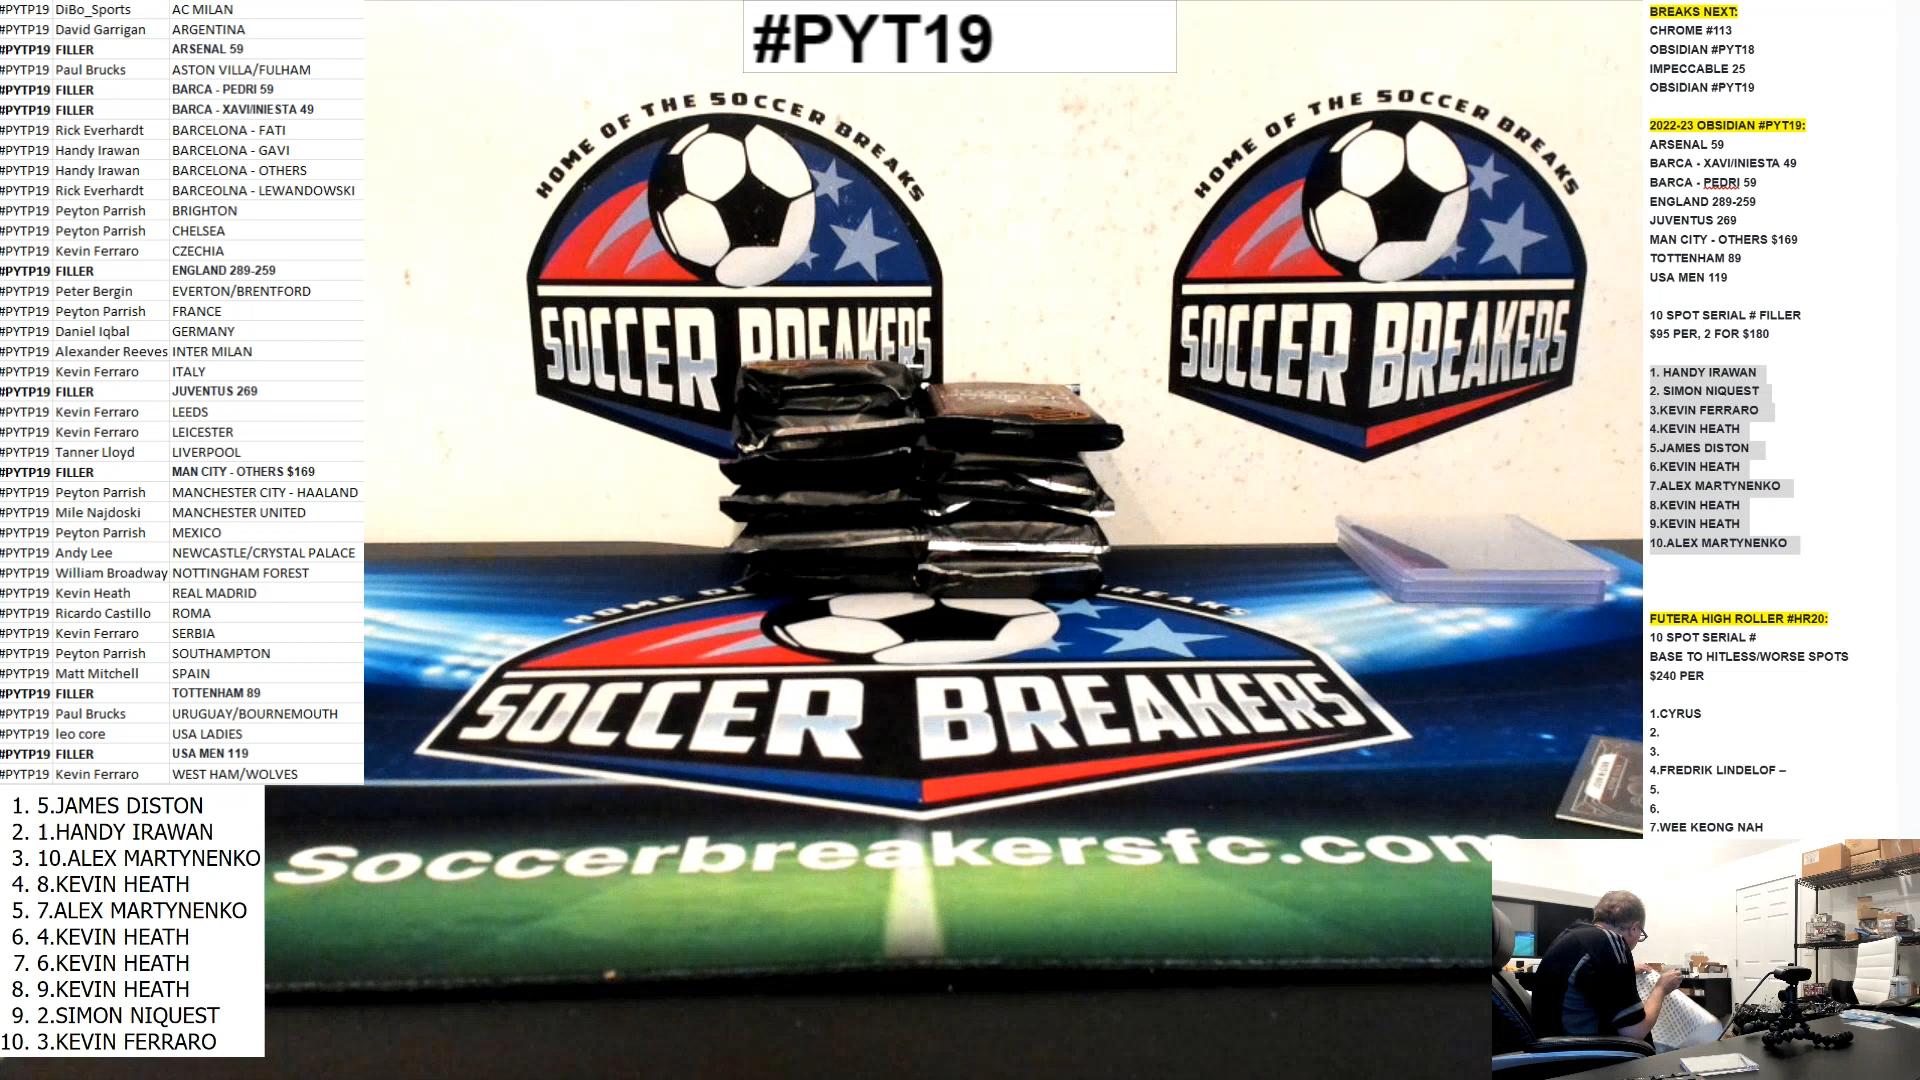 #PYTP19 DiBo_Sports AC MILAN
#PYTP19 David Garrigan ARGENTINA
#PYTP19 FILLER ARSENAL 59
#PYTP19 Paul Brucks ASTON VILLA/FULHAM
#PYTP19 FILLER BARCA - PEDRI 59
#PYTP19 FILLER BARCA - XAVI/INIESTA 49
#PYTP19 Rick Everhardt BARCELONA - FATI
#PYTP19 Handy Irawan BARCELONA - GAVI
#PYTP19 Handy Irawan BARCELONA - OTHERS
#PYTP19 Rick Everhardt BARCEOLNA - LEWANDOWSKI
#PYTP19 Peyton Parrish BRIGHTON
#PYTP19 Peyton Parrish CHELSEA
#PYTP19 Kevin Ferraro CZECHIA
#PYTP19 FILLER ENGLAND 289-259
#PYTP19 Peter Bergin EVERTON/BRENTFORD
#PYTP19 Peyton Parrish FRANCE
#PYTP19 Daniel Iqbal GERMANY
#PYTP19 Alexander Reeves INTER MILAN
#PYTP19 Kevin Ferraro ITALY
#PYTP19 FILLER JUVENTUS 269
#PYTP19 Kevin Ferraro LEEDS
#PYTP19 Kevin Ferraro LEICESTER
#PYTP19 Tanner Lloyd LIVERPOOL
#PYTP19 FILLER MAN CITY - OTHERS $169
#PYTP19 Peyton Parrish MANCHESTER CITY - HAALAND
#PYTP19 Mile Najdoski MANCHESTER UNITED
#PYTP19 Peyton Parrish MEXICO
#PYTP19 Andy Lee NEWCASTLE/CRYSTAL PALACE
#PYTP19 William Broadway NOTTINGHAM FOREST
#PYTP19 Kevin Heath REAL MADRID
#PYTP19 Ricardo Castillo ROMA
#PYTP19 Kevin Ferraro SERBIA
#PYTP19 Peyton Parrish SOUTHAMPTON
#PYTP19 Matt Mitchell SPAIN
#PYTP19 FILLER TOTTENHAM 89
#PYTP19 Paul Brucks URUGUAY/BOURNEMOUTH
#PYTP19 leo core USA LADIES
#PYTP19 FILLER USA MEN 119
#PYTP19 Kevin Ferraro WEST HAM/WOLVES
1. 5.JAMES DISTON
2. 1.HANDY IRAWAN
3. 10.ALEX MARTYNENKO
4. 8.KEVIN HEATH
5. 7.ALEX MARTYNENKO
6. 4.KEVIN HEATH
7. 6.KEVIN HEATH
8. 9.KEVIN HEATH
9. 2.SIMON NIQUEST
10. 3.KEVIN FERRARO
#PYT19
HOME OF THE SOCCER BREAKS
SOCCER BREAKERS
HOME OF THE SOCCER BREAKS
SOCCER BREAKERS
SOCCER BREAKERS
Soccerbreakersfc.com
BREAKS NEXT:
CHROME #113
OBSIDIAN #PYT18
IMPECCABLE 25
OBSIDIAN #PYT19
2022-23 OBSIDIAN #PYT19:
ARSENAL 59
BARCA - XAVI/INIESTA 49
BARCA - PEDRI 59
ENGLAND 289-259
JUVENTUS 269
MAN CITY - OTHERS $169
TOTTENHAM 89
USA MEN 119
10 SPOT SERIAL # FILLER
$95 PER, 2 FOR $180
1. HANDY IRAWAN
2. SIMON NIQUEST
3.KEVIN FERRARO
4.KEVIN HEATH
5.JAMES DISTON
6.KEVIN HEATH
7.ALEX MARTYNENKO
8.KEVIN HEATH
9.KEVIN HEATH
10.ALEX MARTYNENKO
FUTERA HIGH ROLLER #HR20:
10 SPOT SERIAL #
BASE TO HITLESS/WORSE SPOTS
$240 PER
1.CYRUS
2.
3.
4.FREDRIK LINDELOF –
5.
6.
7.WEE KEONG NAH